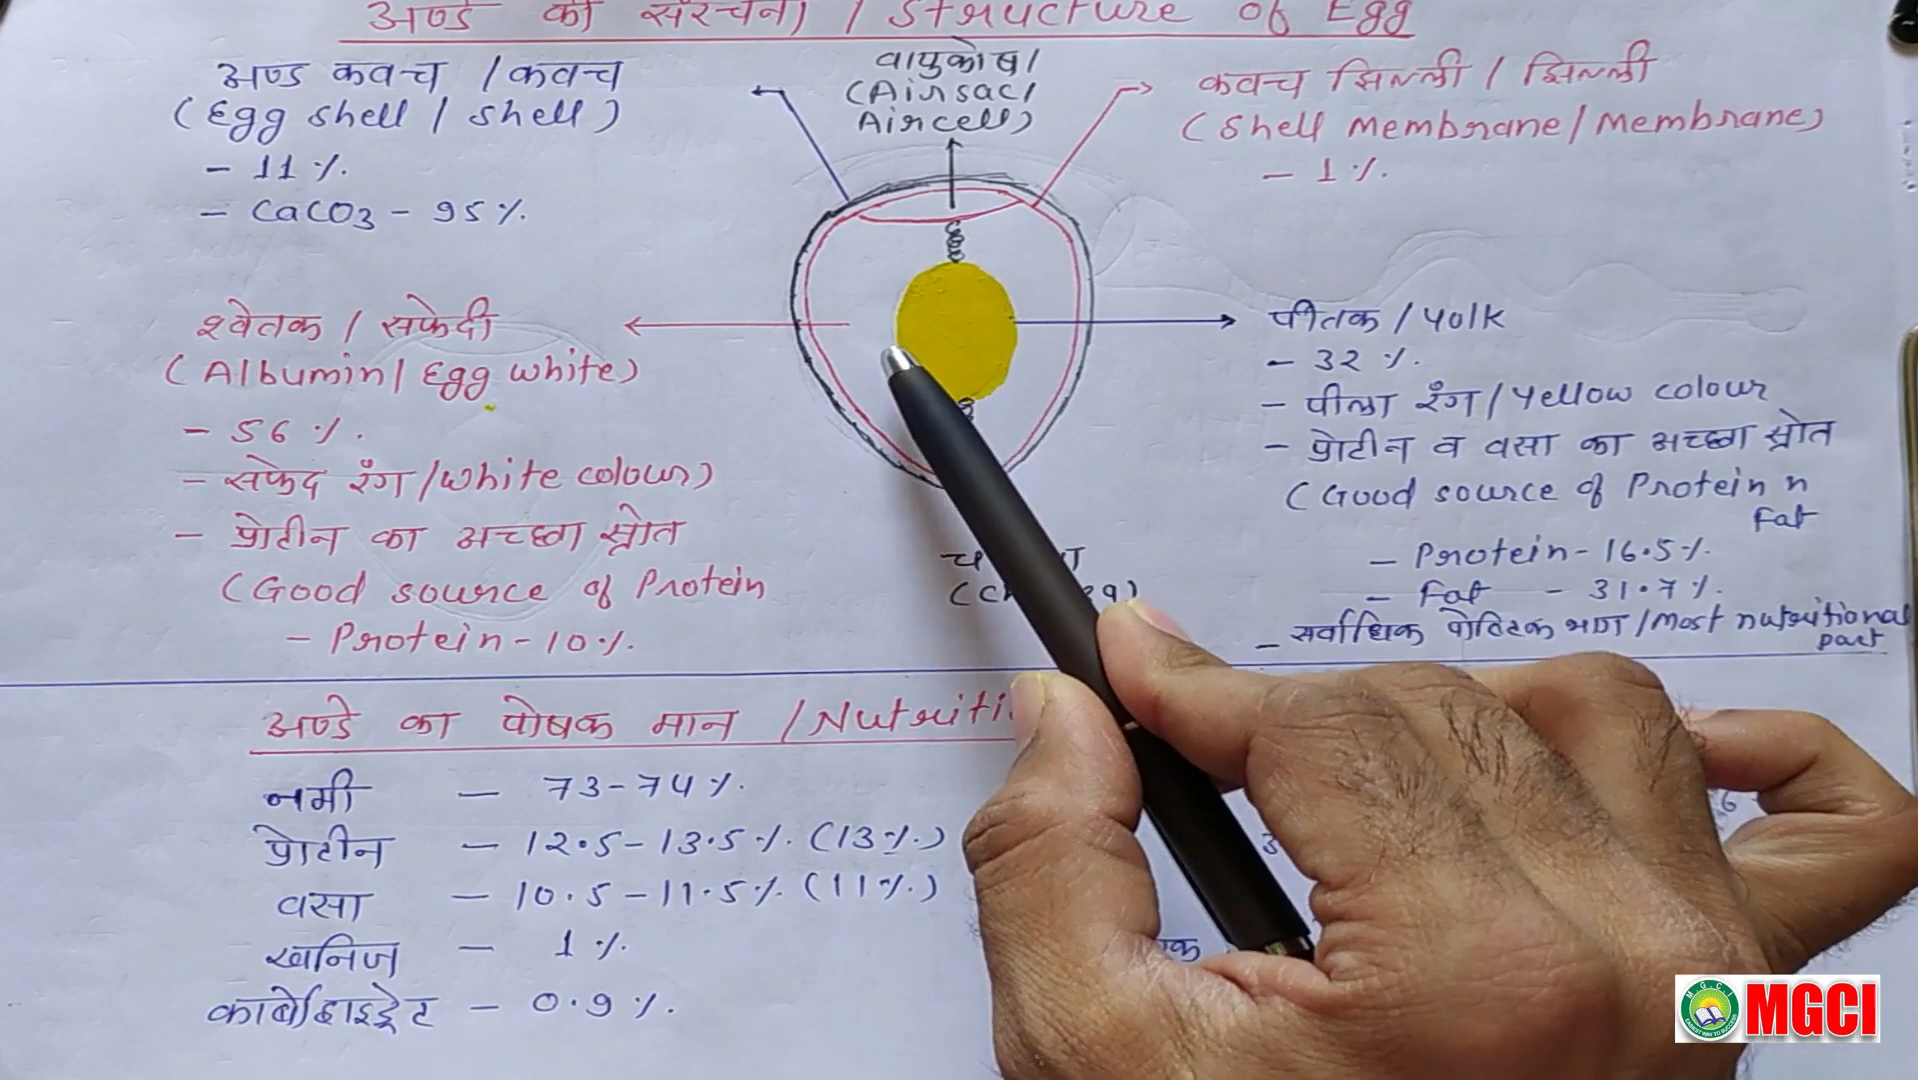 अण्डे की संरचना / Structure of Egg
अण्ड कवच / कवच
(Egg shell / shell)
- 11 %.
- CaCO3 - 95 %.
वायुकोष /
(Airsac /
Aircell)
कवच झिल्ली / झिल्ली
(Shell membrane / membrane)
- 1 %.
श्वेतक / सफेदी
(Albumin / Egg white)
- 56 %.
- सफेद रंग / white colour)
- प्रोटीन का अच्छा स्रोत
(Good source of Protein
- Protein - 10 %.
पीतक / yolk
- 32 %.
- पीला रंग / yellow colour
- प्रोटीन व वसा का अच्छा स्रोत
(Good source of Protein n
Fat
- Protein - 16.5 %.
- Fat - 31.7 %.
- सर्वाधिक पोष्टिक भाग / most nutritional
part
अण्डे का पोषक मान /
नमी - 73-74 %.
प्रोटीन - 12.5 - 13.5 %. (13 %.)
वसा - 10.5 - 11.5 %. (11 %.)
खनिज - 1 %.
कार्बोहाइड्रेट - 0.9 %.
M.G.C.I
MGCI